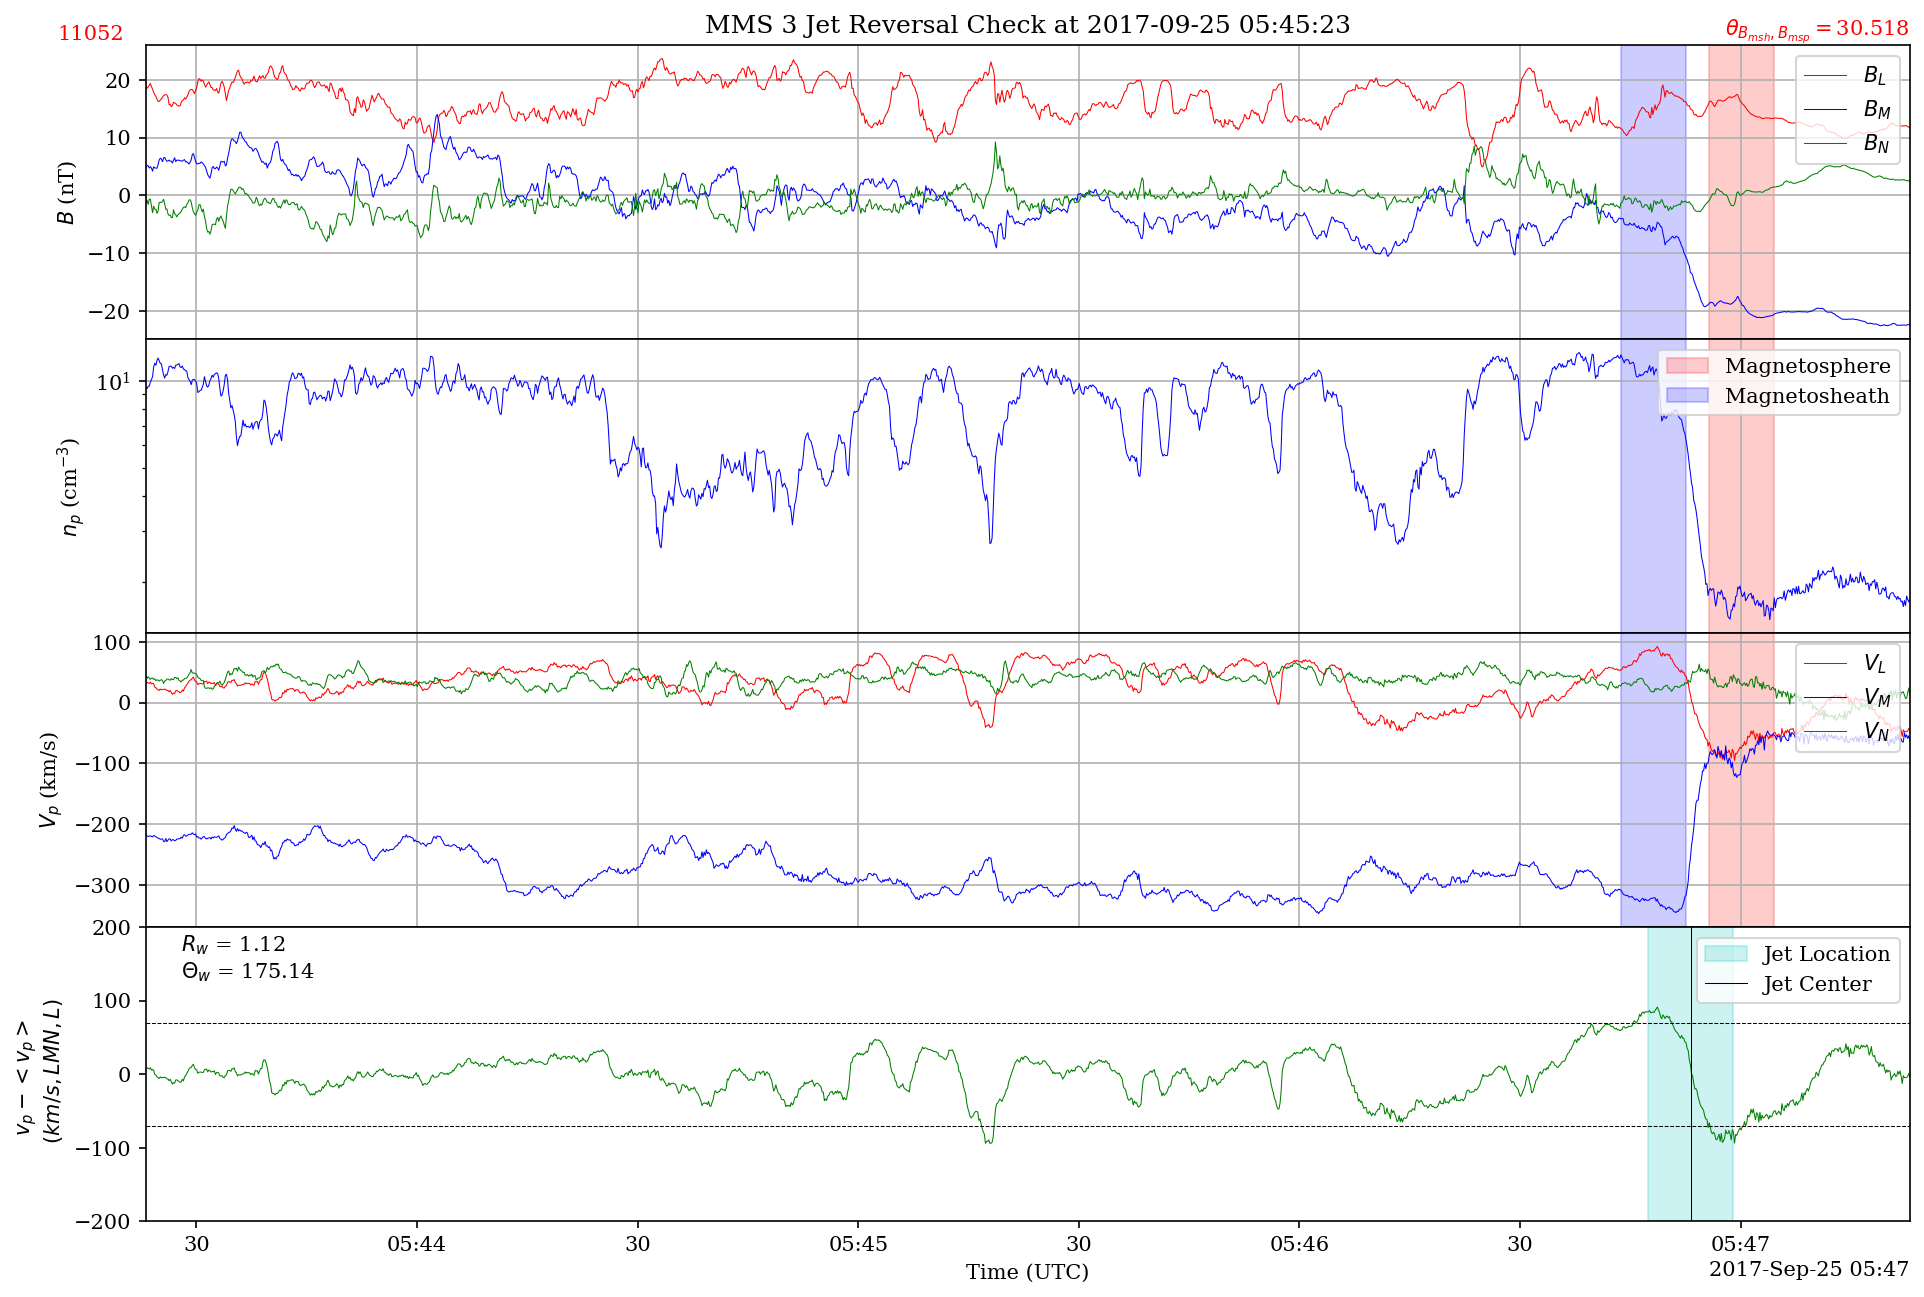 11052
MMS 3 Jet Reversal Check at 2017-09-25 05:45:23
θ_{B_{msh}, B_{msp}} = 30.518
20
10
0
−10
−20
B (nT)
B_L
B_M
B_N
10¹
n_p (cm⁻³)
Magnetosphere
Magnetosheath
100
0
−100
−200
−300
V_p (km/s)
V_L
V_M
V_N
200
100
0
−100
−200
v_p − < v_p >
(km/s, LMN, L)
R_w = 1.12
Θ_w = 175.14
Jet Location
Jet Center
30
05:44
30
05:45
30
05:46
30
05:47
Time (UTC)
2017-Sep-25 05:47